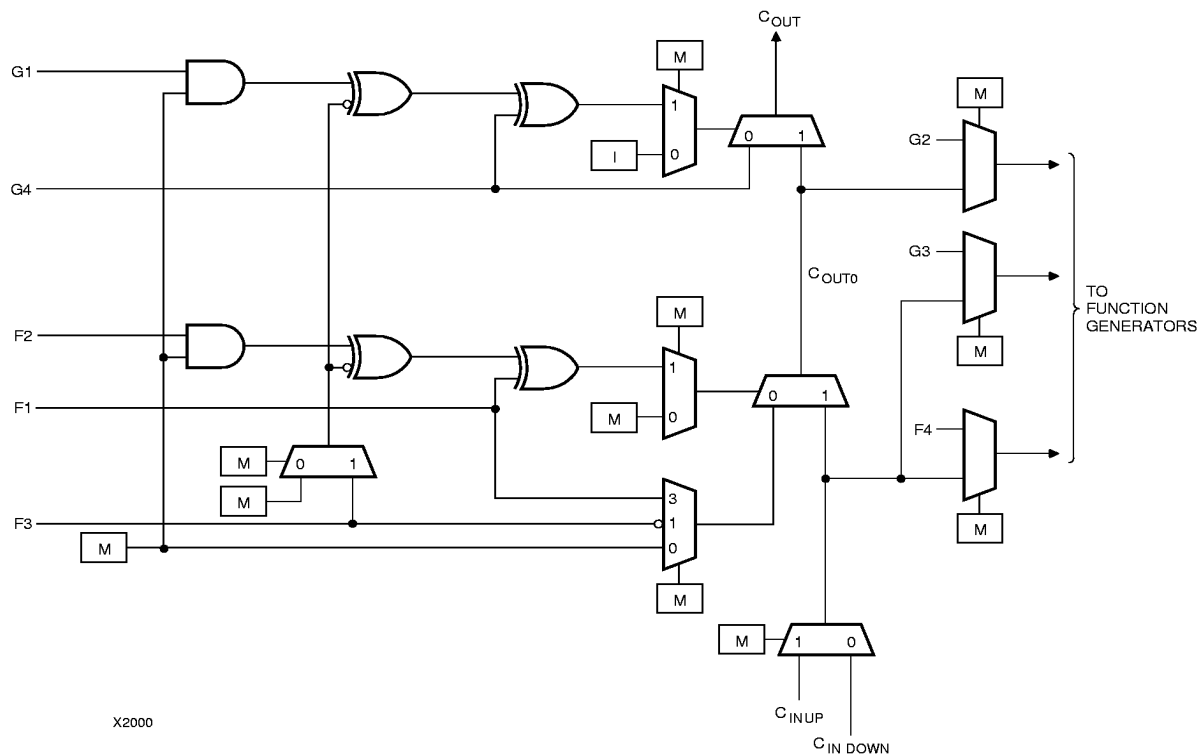 C OUT
M
G1
M
1
0 1
G2
I
0
G4
G3
C OUT0
TO
FUNCTION
GENERATORS
M
F2
M
1
0 1
F1
M
0
F4
M
0 1
M
3
F3
1
M
0
M
M
M
1 0
C IN UP
X2000
C IN DOWN